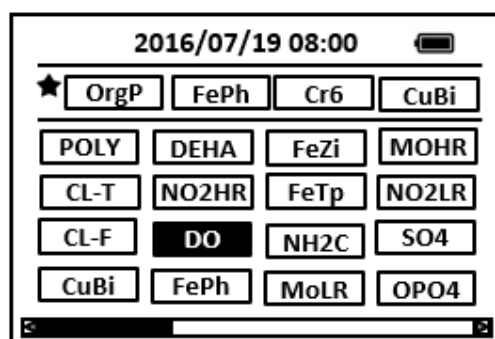 2016/07/19 08:00
OrgP FePh Cr6 CuBi
POLY DEHA FeZi MOHR
CL-T NO2HR FeTp NO2LR
CL-F DO NH2C SO4
CuBi FePh MoLR OPO4